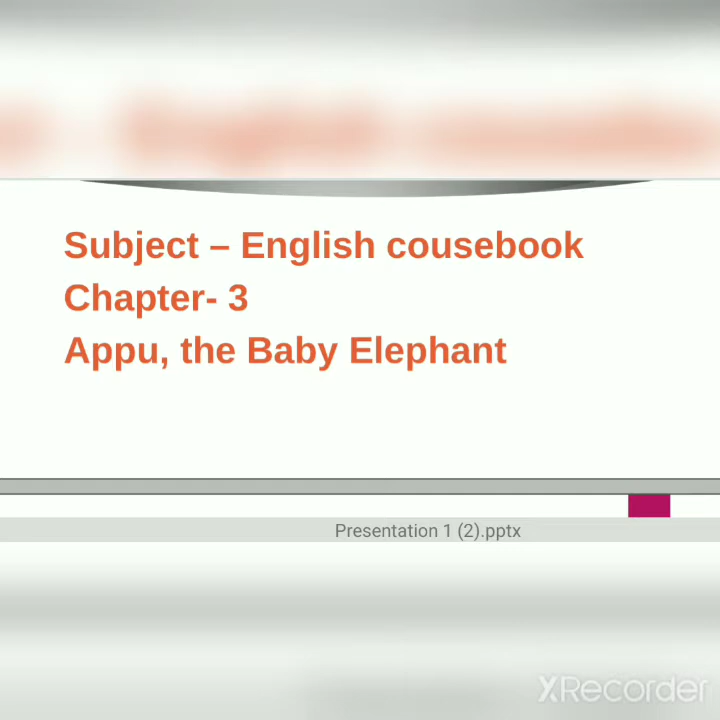 Subject – English cousebook
Chapter- 3
Appu, the Baby Elephant
Presentation 1 (2).pptx
XRecorder